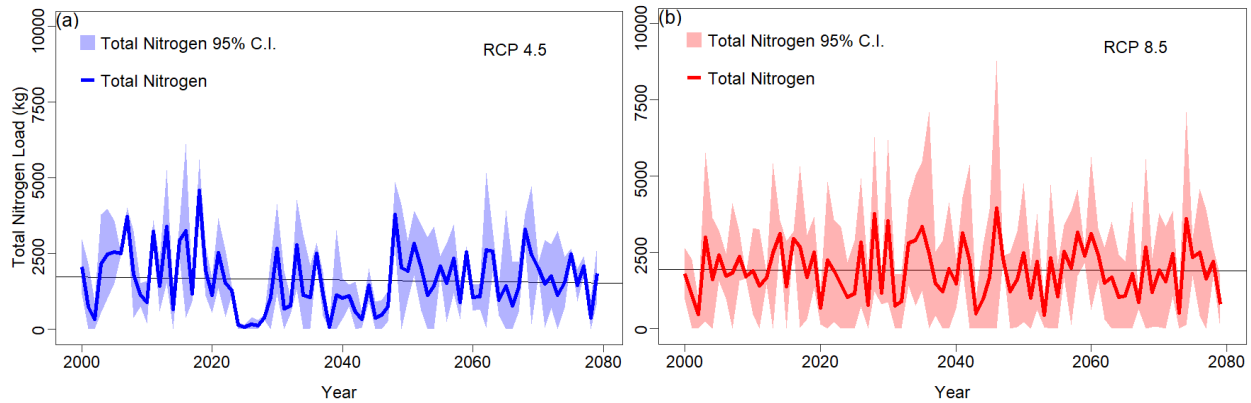 (a)
Total Nitrogen 95% C.I.
RCP 4.5
Total Nitrogen
Total Nitrogen Load (kg)
10000
7500
5000
2500
0
2000
2020
2040
2060
2080
Year
(b)
Total Nitrogen 95% C.I.
RCP 8.5
Total Nitrogen
10000
7500
5000
2500
0
2000
2020
2040
2060
2080
Year